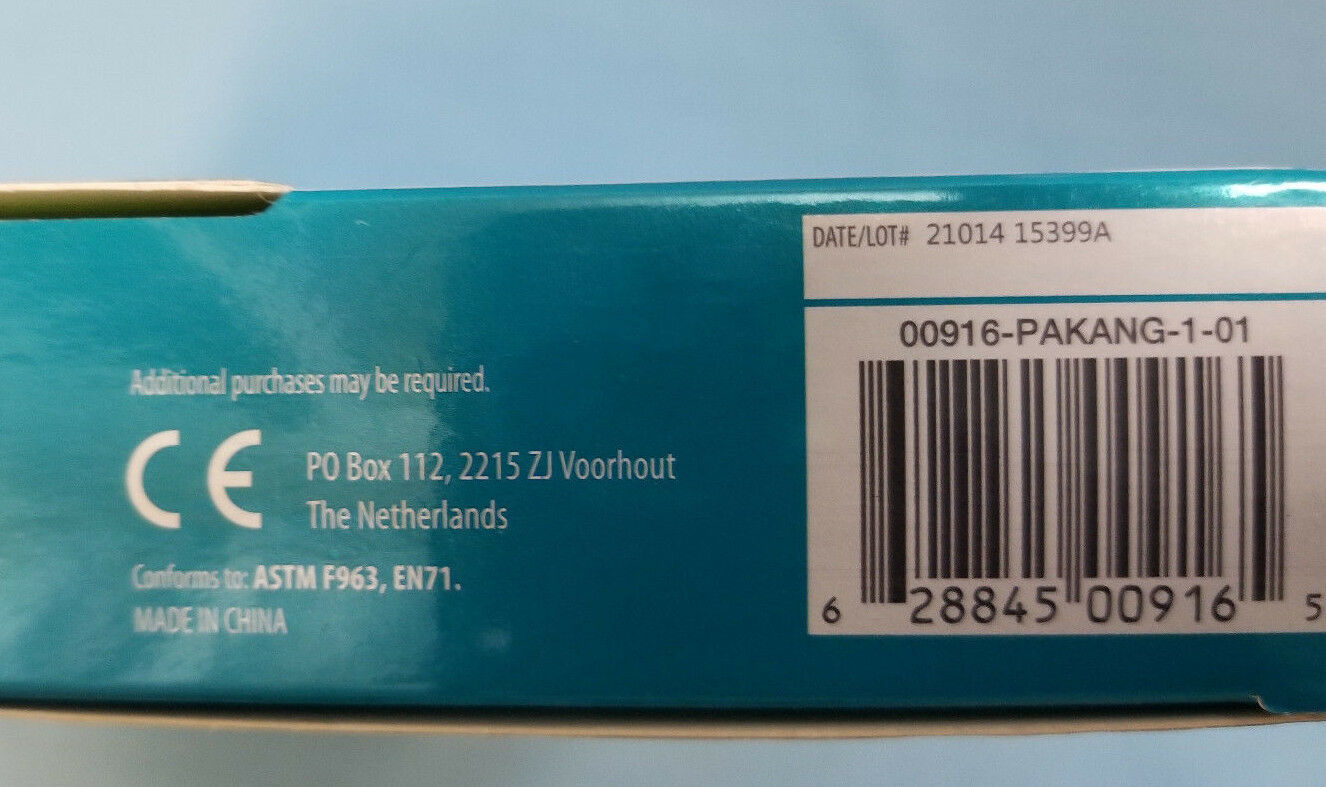 DATE/LOT# 21014 15399A
00916-PAKANG-1-01
6 28845 00916 5
Additional purchases may be required.
CE
PO Box 112, 2215 ZJ Voorhout
The Netherlands
Conforms to: ASTM F963, EN71.
MADE IN CHINA